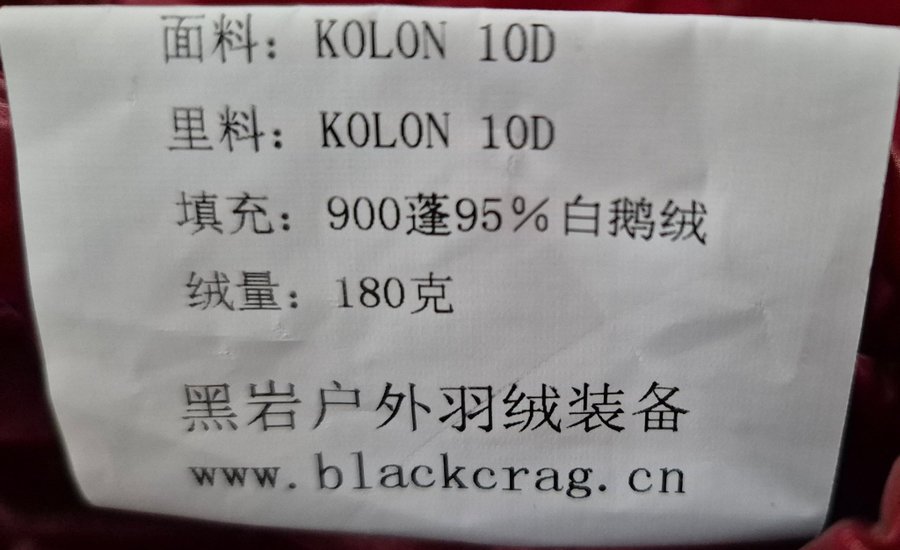 面料：KOLON 10D
里料：KOLON 10D
填充：900蓬95%白鹅绒
绒量：180克
黑岩户外羽绒装备
www.blackcrag.cn